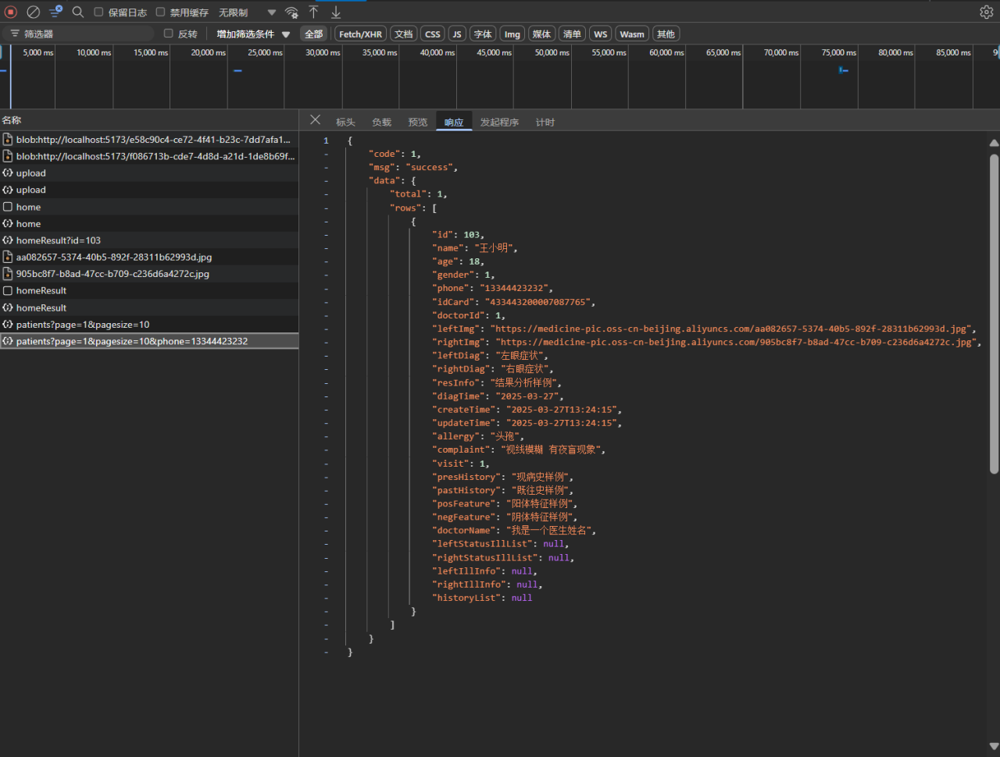 保留日志 禁用缓存 无限制
筛选器 反转 增加筛选条件 全部 Fetch/XHR 文档 CSS JS 字体 Img 媒体 清单 WS Wasm 其他
5,000 ms 10,000 ms 15,000 ms 20,000 ms 25,000 ms 30,000 ms 35,000 ms 40,000 ms 45,000 ms 50,000 ms 55,000 ms 60,000 ms 65,000 ms 70,000 ms 75,000 ms 80,000 ms 85,000 ms 9
名称
blob:http://localhost:5173/e58c90c4-ce72-4f41-b23c-7dd7afa1...
blob:http://localhost:5173/f086713b-cde7-4d8d-a21d-1de8b69f...
upload
upload
home
home
homeResult?id=103
aa082657-5374-40b5-892f-28311b62993d.jpg
905bc8f7-b8ad-47cc-b709-c236d6a4272c.jpg
homeResult
homeResult
patients?page=1&pagesize=10
patients?page=1&pagesize=10&phone=13344423232
标头 负载 预览 响应 发起程序 计时
1 {
- "code": 1,
- "msg": "success",
- "data": {
- "total": 1,
- "rows": [
- {
- "id": 103,
- "name": "王小明",
- "age": 18,
- "gender": 1,
- "phone": "13344423232",
- "idCard": "433443200007087765",
- "doctorId": 1,
- "leftImg": "https://medicine-pic.oss-cn-beijing.aliyuncs.com/aa082657-5374-40b5-892f-28311b62993d.jpg",
- "rightImg": "https://medicine-pic.oss-cn-beijing.aliyuncs.com/905bc8f7-b8ad-47cc-b709-c236d6a4272c.jpg",
- "leftDiag": "左眼症状",
- "rightDiag": "右眼症状",
- "resInfo": "结果分析样例",
- "diagTime": "2025-03-27",
- "createTime": "2025-03-27T13:24:15",
- "updateTime": "2025-03-27T13:24:15",
- "allergy": "头孢",
- "complaint": "视线模糊 有夜盲现象",
- "visit": 1,
- "presHistory": "现病史样例",
- "pastHistory": "既往史样例",
- "posFeature": "阳体特征样例",
- "negFeature": "阴体特征样例",
- "doctorName": "我是一个医生姓名",
- "leftStatusIllList": null,
- "rightStatusIllList": null,
- "leftIllInfo": null,
- "rightIllInfo": null,
- "historyList": null
- }
- ]
- }
- }